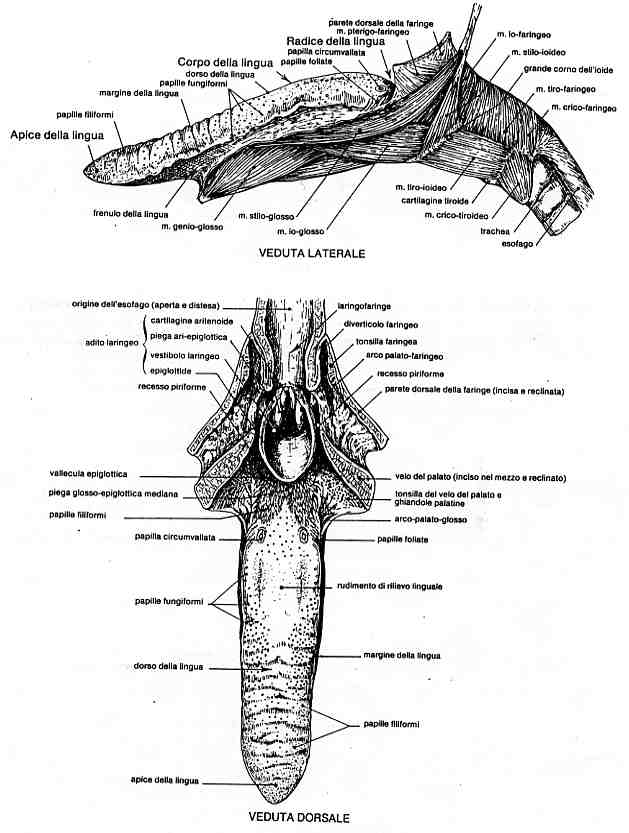 parete dorsale della faringe
m. pterigo-faringeo
Radice della lingua
papilla circumvallata
papille foliate
Corpo della lingua
dorso della lingua
papille fungiformi
margine della lingua
papille filiformi
Apice della lingua
m. io-faringeo
m. stilo-ioideo
grande corno dell'ioide
m. tiro-faringeo
m. crico-faringeo
frenulo della lingua
m. genio-glosso
m. stilo-glosso
m. io-glosso
m. tiro-ioideo
cartilagine tiroide
m. crico-tiroideo
trachea
esofago
VEDUTA LATERALE
origine dell'esofago (aperta e distesa)
cartilagine aritenoide
piega ari-epiglottica
adito laringeo
vestibolo laringeo
epiglottide
recesso piriforme
laringofaringe
diverticolo faringeo
tonsilla faringea
arco palato-faringeo
recesso piriforme
parete dorsale della faringe (incisa e reclinata)
vallecula epiglottica
piega glosso-epiglottica mediana
papille filiformi
papilla circumvallata
velo del palato (inciso nel mezzo e reclinato)
tonsilla del velo del palato e
ghiandole palatine
arco-palato-glosso
papille foliate
rudimento di rilievo linguale
papille fungiformi
margine della lingua
dorso della lingua
papille filiformi
apice della lingua
VEDUTA DORSALE